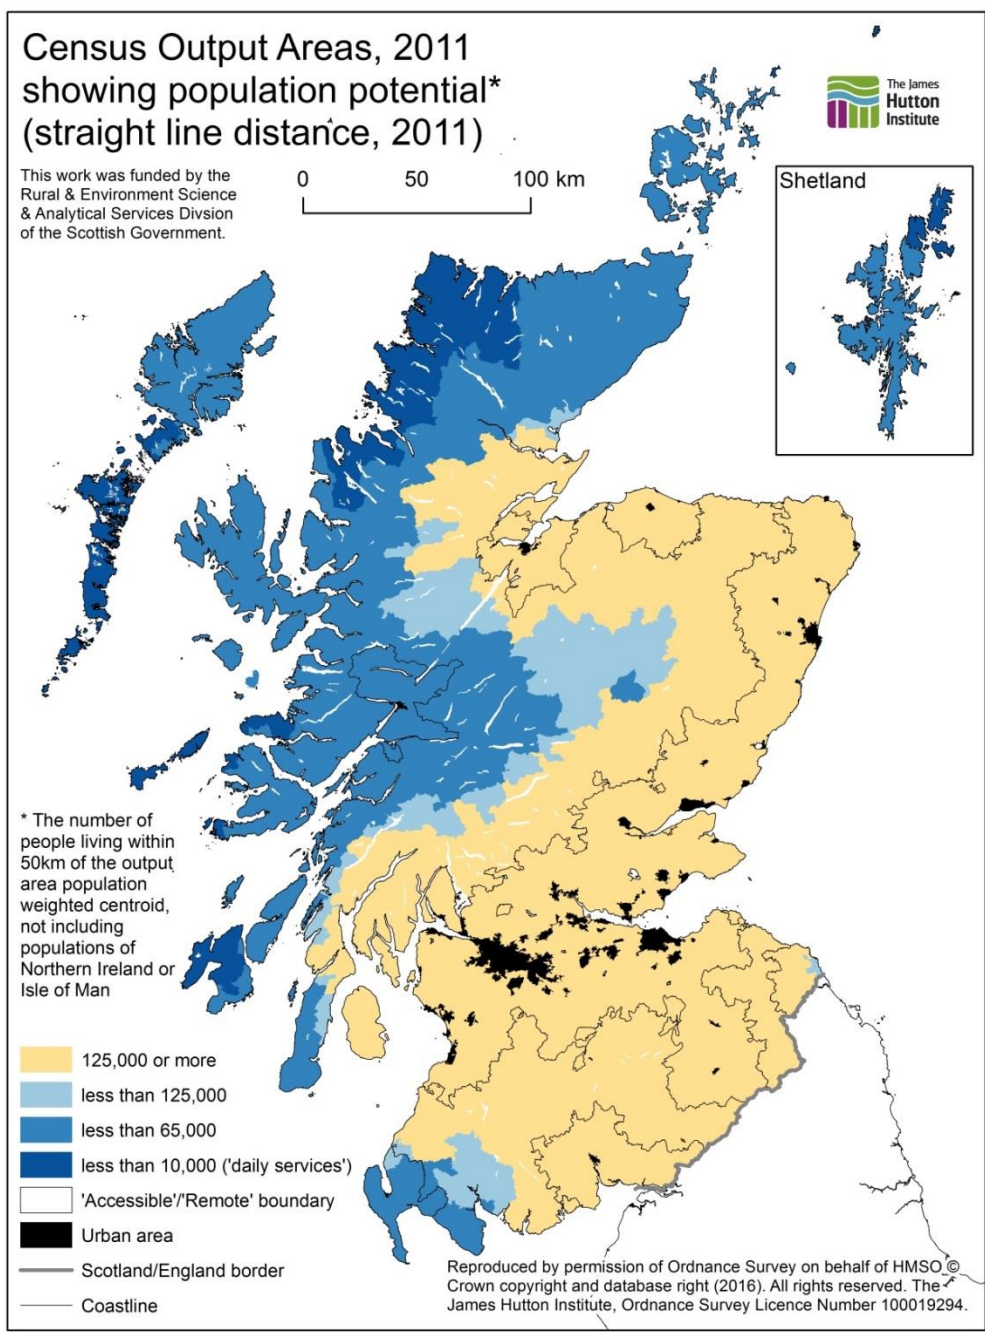 Census Output Areas, 2011
showing population potential*
(straight line distance, 2011)
This work was funded by the
Rural & Environment Science
& Analytical Services Divsion
of the Scottish Government.
0 50 100 km
The James
Hutton
Institute
Shetland
* The number of
people living within
50km of the output
area population
weighted centroid,
not including
populations of
Northern Ireland or
Isle of Man
125,000 or more
less than 125,000
less than 65,000
less than 10,000 ('daily services')
'Accessible'/'Remote' boundary
Urban area
Scotland/England border
Coastline
Reproduced by permission of Ordnance Survey on behalf of HMSO ©
Crown copyright and database right (2016). All rights reserved. The
James Hutton Institute, Ordnance Survey Licence Number 100019294.